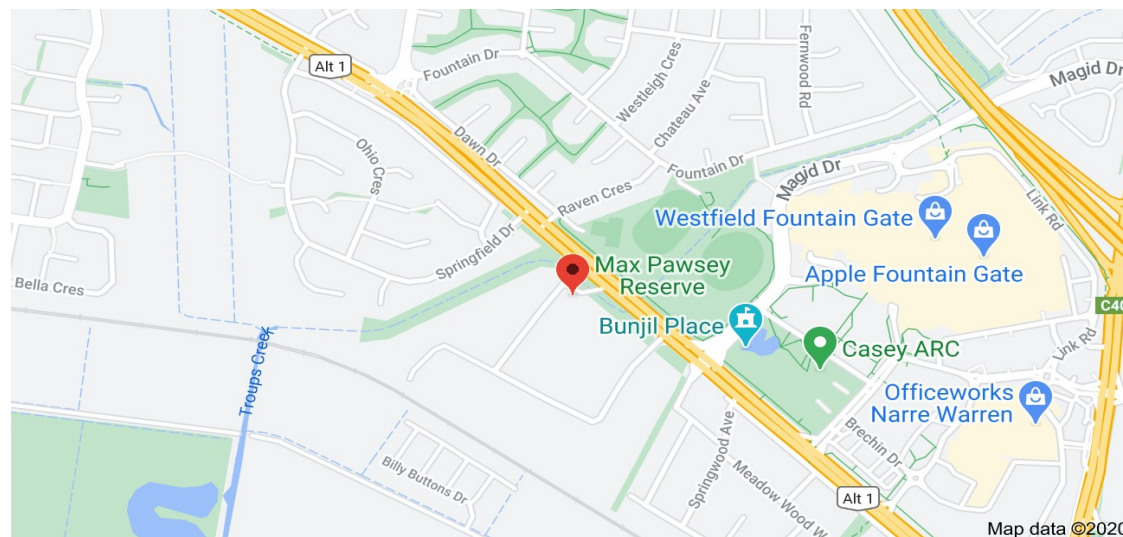 Alt 1
Fountain Dr
Westleigh Cres
Fernwood Rd
Magid Dr
Chateau Ave
Dawn Dr
Ohio Cres
Fountain Dr
Magid Dr
Raven Cres
Link Rd
Westfield Fountain Gate
Springfield Dr
Max Pawsey
Reserve
Apple Fountain Gate
Bella Cres
Bunjil Place
Casey ARC
Link Rd
Troups Creek
Officeworks
Narre Warren
Springwood Ave
Brechin Dr
Billy Buttons Dr
Meadow Wood W
Alt 1
Map data ©2020